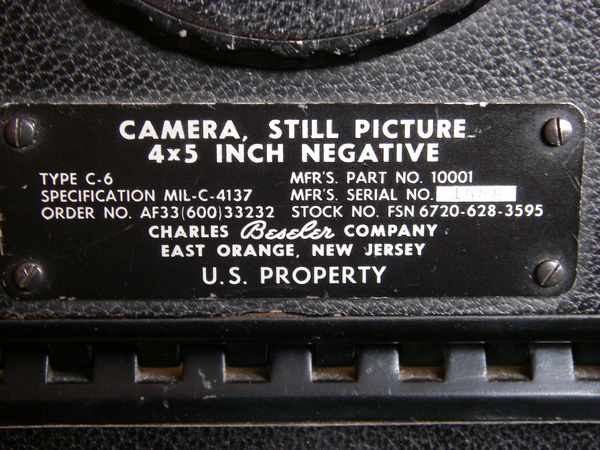 CAMERA, STILL PICTURE
4x5 INCH NEGATIVE
TYPE C-6 MFR'S. PART NO. 10001
SPECIFICATION MIL-C-4137 MFR'S. SERIAL NO.
ORDER NO. AF33(600)33232 STOCK NO. FSN 6720-628-3595
CHARLES Beseler COMPANY
EAST ORANGE, NEW JERSEY
U.S. PROPERTY